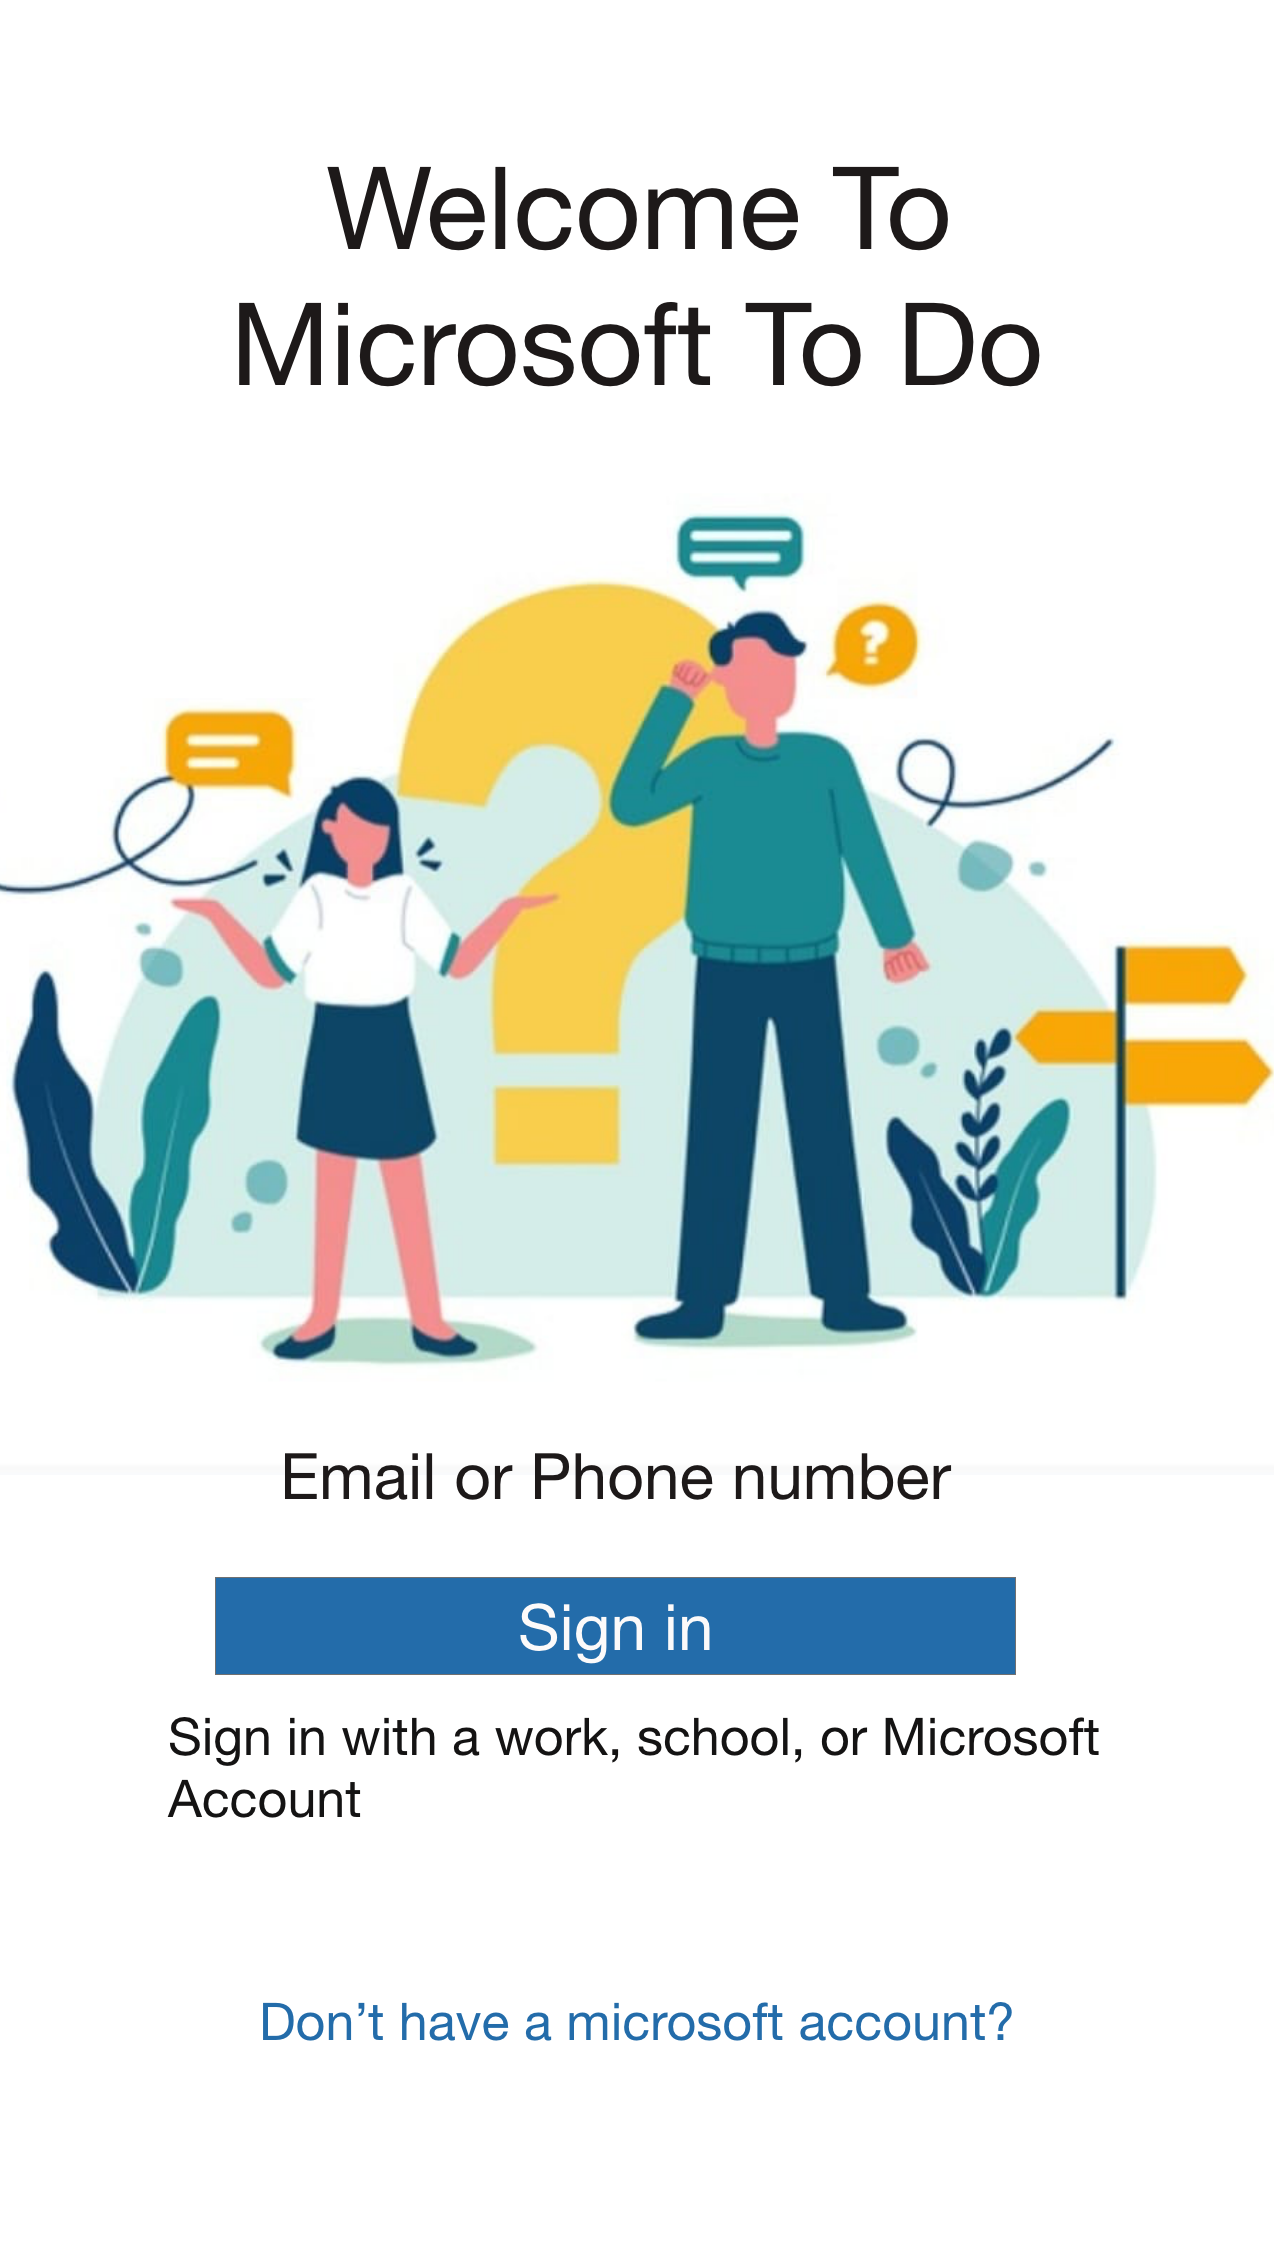 Welcome To
Microsoft To Do
?
Email or Phone number
Sign in
Sign in with a work, school, or Microsoft
Account
Don’t have a microsoft account?